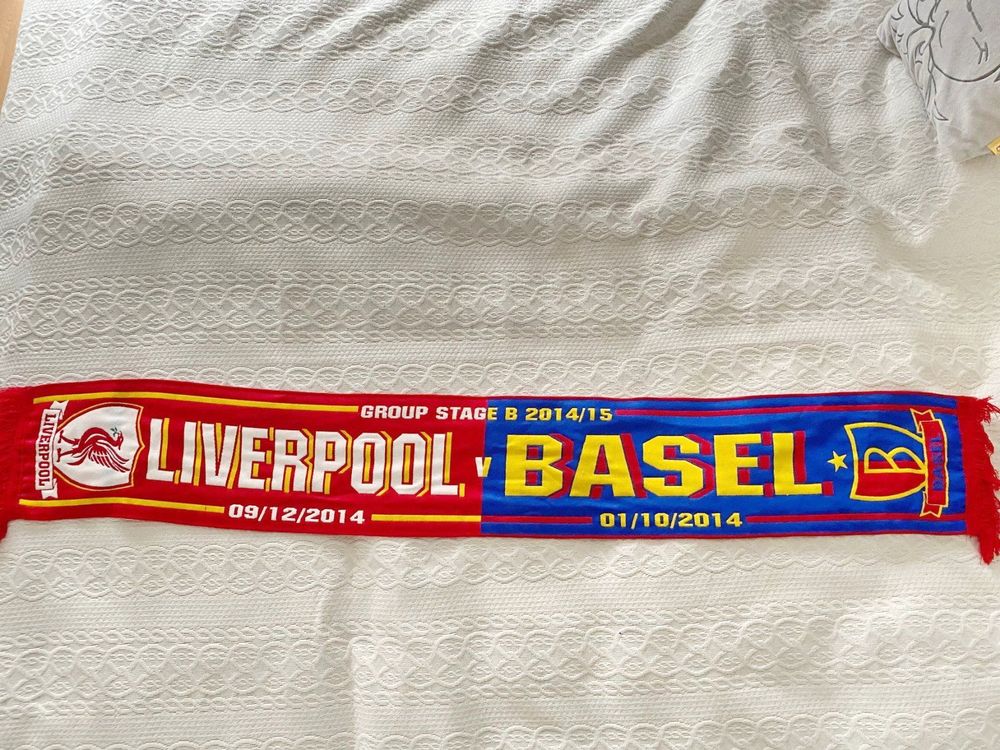 GROUP STAGE B 2014/15
LIVERPOOL
LIVERPOOL v BASEL
B
09/12/2014
01/10/2014